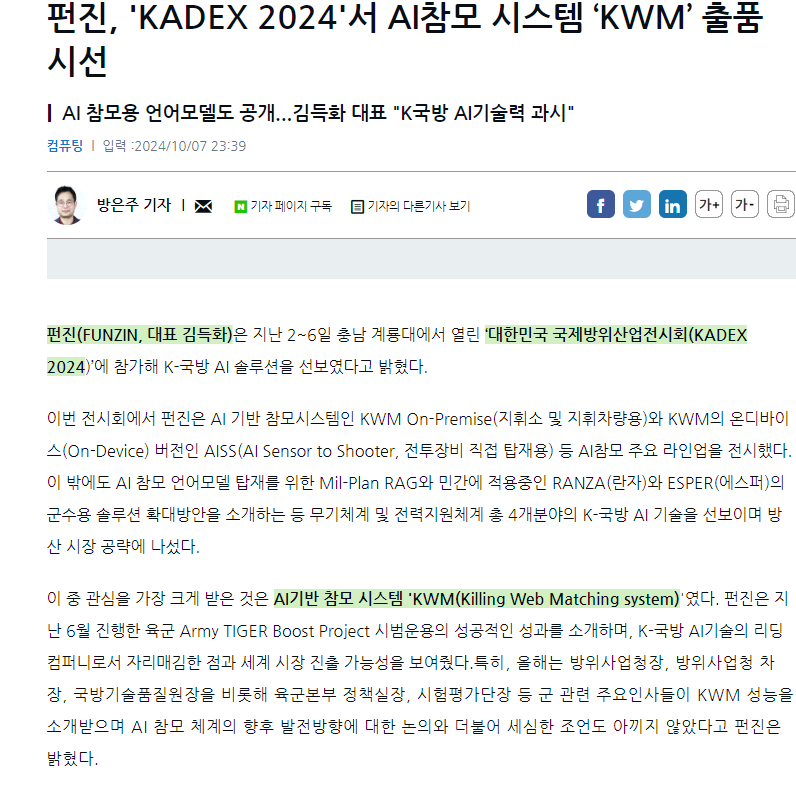 펀진, 'KADEX 2024'서 AI참모 시스템 ‘KWM’ 출품
시선
AI 참모용 언어모델도 공개...김득화 대표 "K국방 AI기술력 과시"
컴퓨팅 | 입력 :2024/10/07 23:39
방은주 기자 | N 기자 페이지 구독 기자의 다른기사 보기 f in 가+ 가-
펀진(FUNZIN, 대표 김득화)은 지난 2~6일 충남 계룡대에서 열린 ‘대한민국 국제방위산업전시회(KADEX
2024)’에 참가해 K-국방 AI 솔루션을 선보였다고 밝혔다.
이번 전시회에서 펀진은 AI 기반 참모시스템인 KWM On-Premise(지휘소 및 지휘차량용)와 KWM의 온디바이
스(On-Device) 버전인 AISS(AI Sensor to Shooter, 전투장비 직접 탑재용) 등 AI참모 주요 라인업을 전시했다.
이 밖에도 AI 참모 언어모델 탑재를 위한 Mil-Plan RAG와 민간에 적용중인 RANZA(란자)와 ESPER(에스퍼)의
군수용 솔루션 확대방안을 소개하는 등 무기체계 및 전력지원체계 총 4개분야의 K-국방 AI 기술을 선보이며 방
산 시장 공략에 나섰다.
이 중 관심을 가장 크게 받은 것은 AI기반 참모 시스템 'KWM(Killing Web Matching system)'였다. 펀진은 지
난 6월 진행한 육군 Army TIGER Boost Project 시범운용의 성공적인 성과를 소개하며, K-국방 AI기술의 리딩
컴퍼니로서 자리매김한 점과 세계 시장 진출 가능성을 보여줬다.특히, 올해는 방위사업청장, 방위사업청 차
장, 국방기술품질원장을 비롯해 육군본부 정책실장, 시험평가단장 등 군 관련 주요인사들이 KWM 성능을
소개받으며 AI 참모 체계의 향후 발전방향에 대한 논의와 더불어 세심한 조언도 아끼지 않았다고 펀진은
밝혔다.